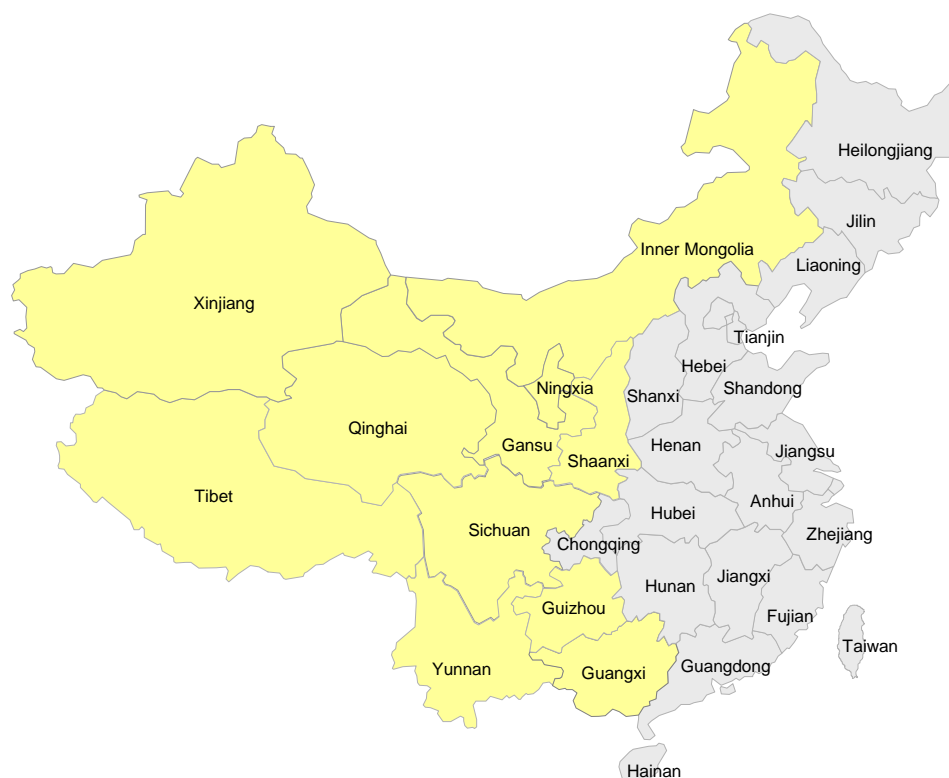 Heilongjiang
Jilin
Inner Mongolia
Liaoning
Xinjiang
Tianjin
Hebei
Ningxia
Shanxi
Shandong
Qinghai
Gansu
Henan
Shaanxi
Jiangsu
Tibet
Anhui
Hubei
Sichuan
Zhejiang
Chongqing
Jiangxi
Hunan
Guizhou
Fujian
Taiwan
Guangdong
Yunnan
Guangxi
Hainan